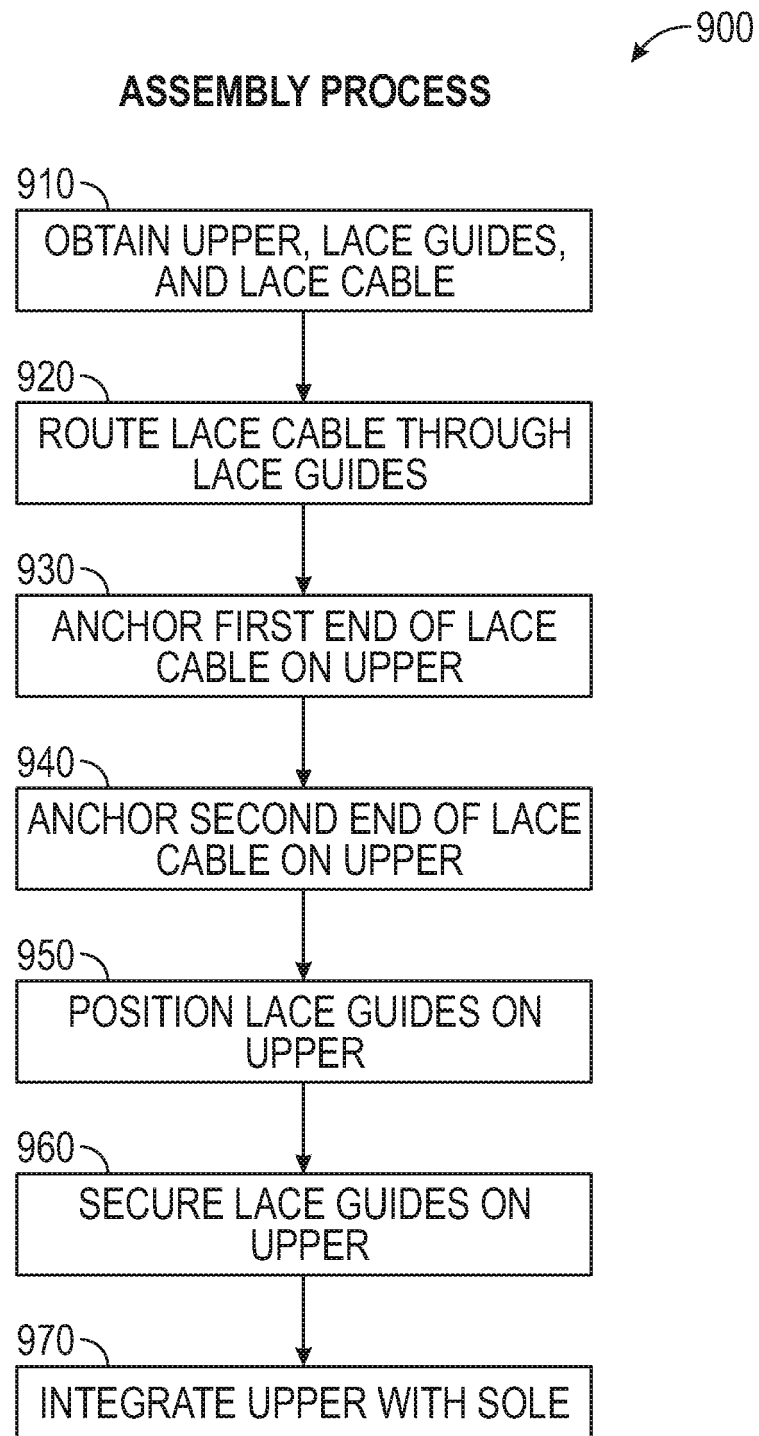 900
ASSEMBLY PROCESS
910
OBTAIN UPPER, LACE GUIDES,
AND LACE CABLE
920
ROUTE LACE CABLE THROUGH
LACE GUIDES
930
ANCHOR FIRST END OF LACE
CABLE ON UPPER
940
ANCHOR SECOND END OF LACE
CABLE ON UPPER
950
POSITION LACE GUIDES ON
UPPER
960
SECURE LACE GUIDES ON
UPPER
970
INTEGRATE UPPER WITH SOLE